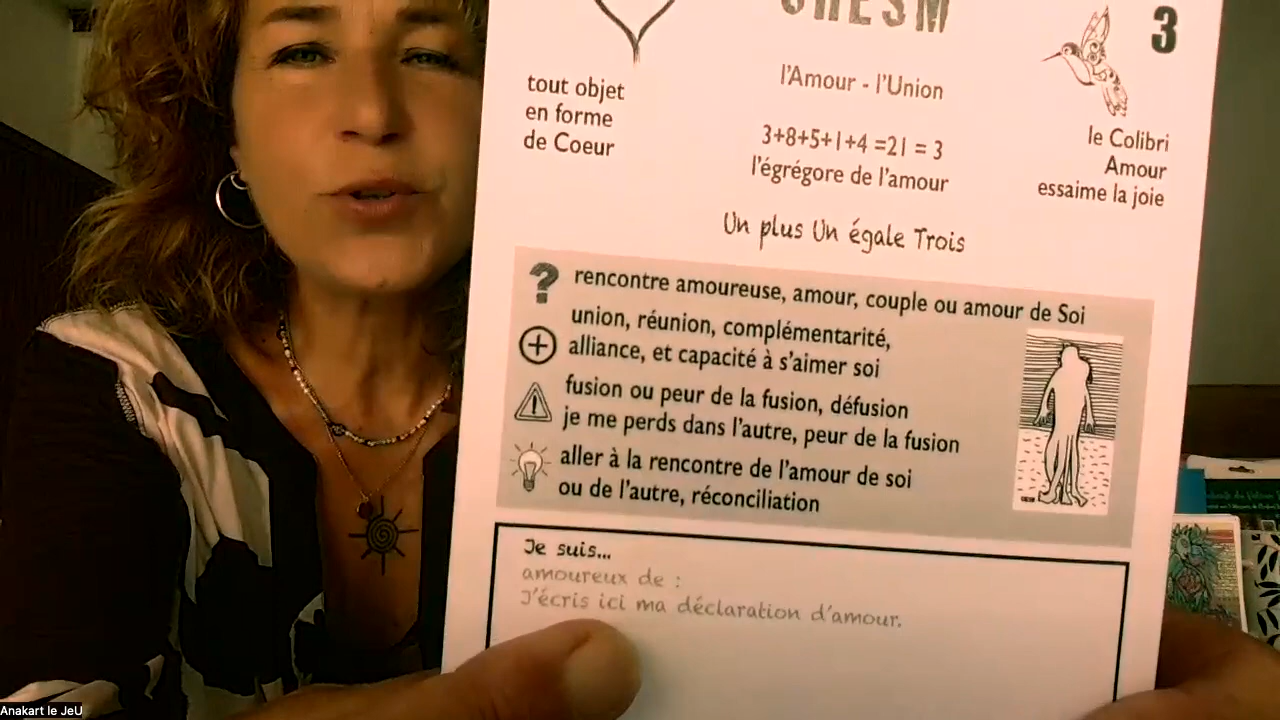 3
tout objet
en forme
de Coeur
l'Amour - l'Union
3+8+5+1+4 =21 = 3
l'égrégore de l'amour
le Colibri
Amour
essaime la joie
Un plus Un égale Trois
? rencontre amoureuse, amour, couple ou amour de Soi
union, réunion, complémentarité,
alliance, et capacité à s'aimer soi
fusion ou peur de la fusion, défusion
je me perds dans l'autre, peur de la fusion
aller à la rencontre de l'amour de soi
ou de l'autre, réconciliation
Je suis...
amoureux de :
J'écris ici ma déclaration d'amour.
Anakart le JeU